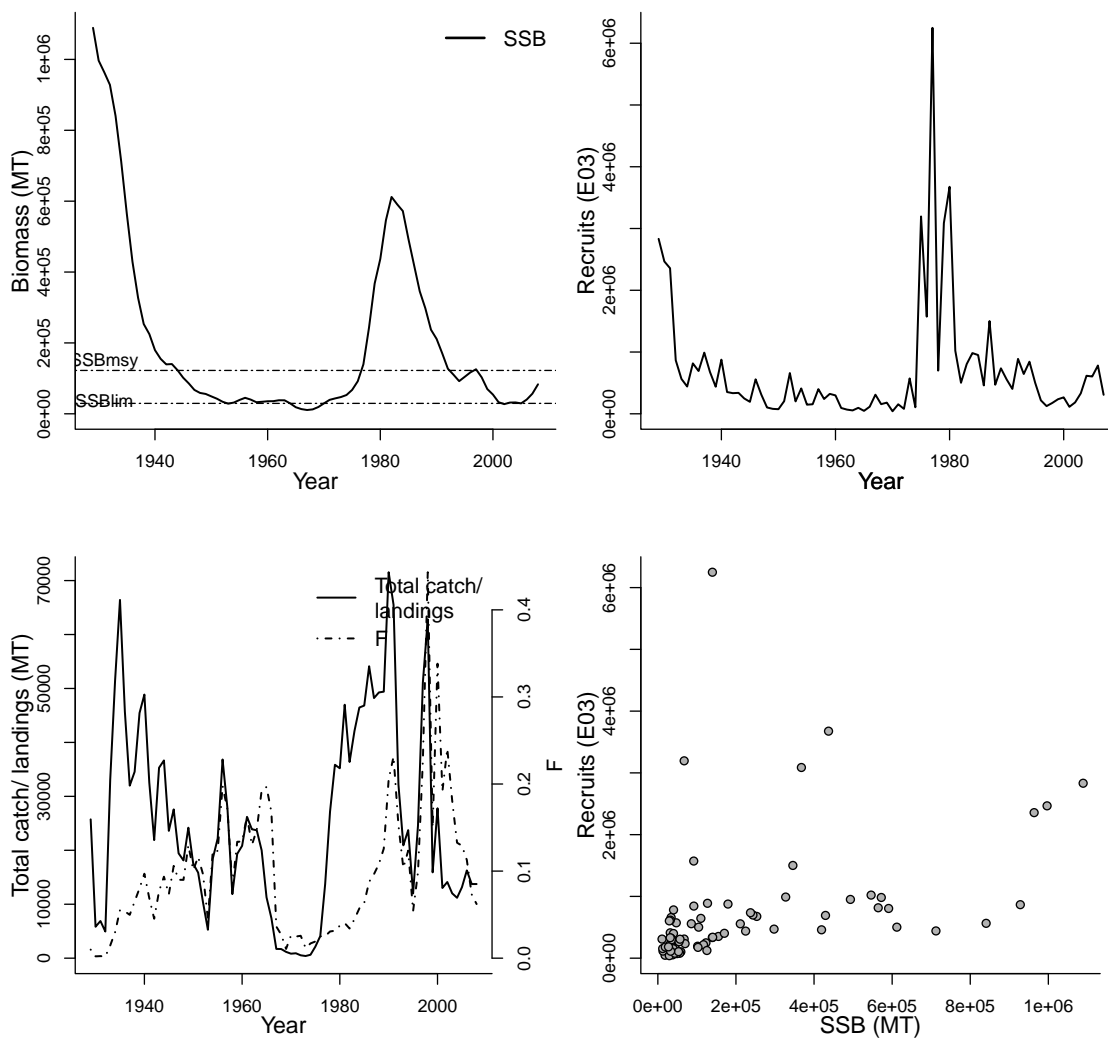 SSB
Biomass (MT)
0e+00
2e+05
4e+05
6e+05
8e+05
1e+06
SSBmsy
SSBlim
1940
1960
1980
2000
Year
Recruits (E03)
0e+00
2e+06
4e+06
6e+06
1940
1960
1980
2000
Year
Total catch/ landings (MT)
0
10000
30000
50000
70000
Total catch/
landings
F
0.0
0.1
0.2
0.3
0.4
F
1940
1960
1980
2000
Year
Recruits (E03)
0e+00
2e+06
4e+06
6e+06
0e+00
2e+05
4e+05
6e+05
8e+05
1e+06
SSB (MT)